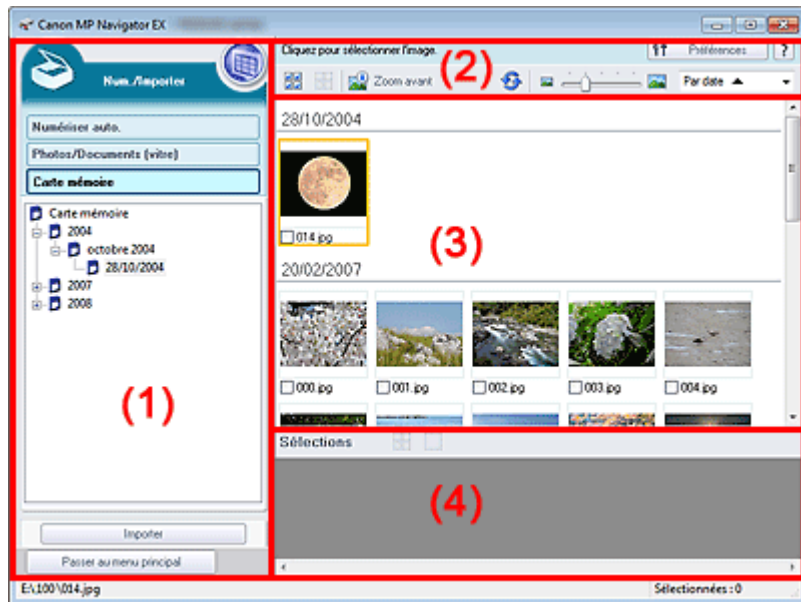 Canon MP Navigator EX
Num./Importer
Numériser auto.
Photos/Documents (vitre)
Carte mémoire
Carte mémoire
2004
octobre 2004
28/10/2004
2007
2008
(1)
Importer
Passer au menu principal
Cliquez pour sélectionner l'image.
Préférences
?
(2)
Zoom avant
Par date
28/10/2004
014.jpg
(3)
20/02/2007
000.jpg 001.jpg 002.jpg 003.jpg 004.jpg
Sélections
(4)
E:\100\014.jpg
Sélectionnées : 0